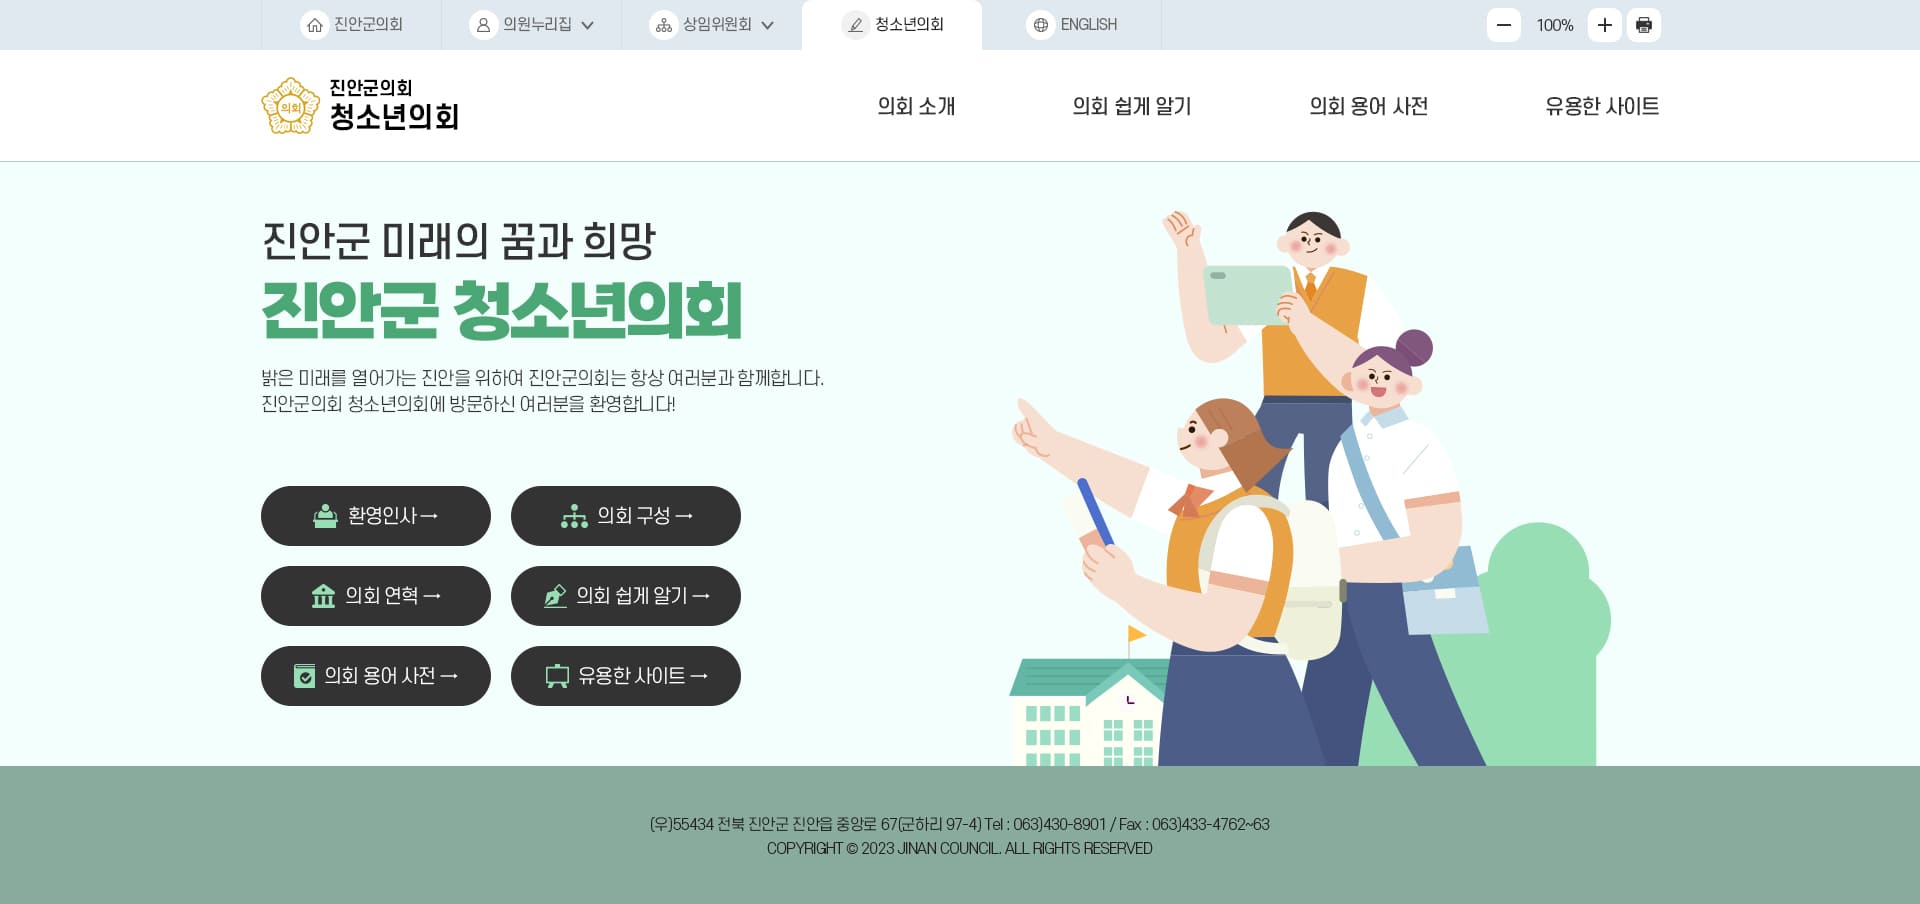 진안군의회
의원누리집
상임위원회
청소년의회
ENGLISH
100%
의회
진안군의회
청소년의회
의회 소개
의회 쉽게 알기
의회 용어 사전
유용한 사이트
진안군 미래의 꿈과 희망
진안군 청소년의회
밝은 미래를 열어가는 진안을 위하여 진안군의회는 항상 여러분과 함께합니다.
진안군의회 청소년의회에 방문하신 여러분을 환영합니다!
환영인사 →
의회 구성 →
의회 연혁 →
의회 쉽게 알기 →
의회 용어 사전 →
유용한 사이트 →
(우)55434 전북 진안군 진안읍 중앙로 67(군하리 97-4) Tel : 063)430-8901 / Fax : 063)433-4762~63
COPYRIGHT © 2023 JINAN COUNCIL. ALL RIGHTS RESERVED